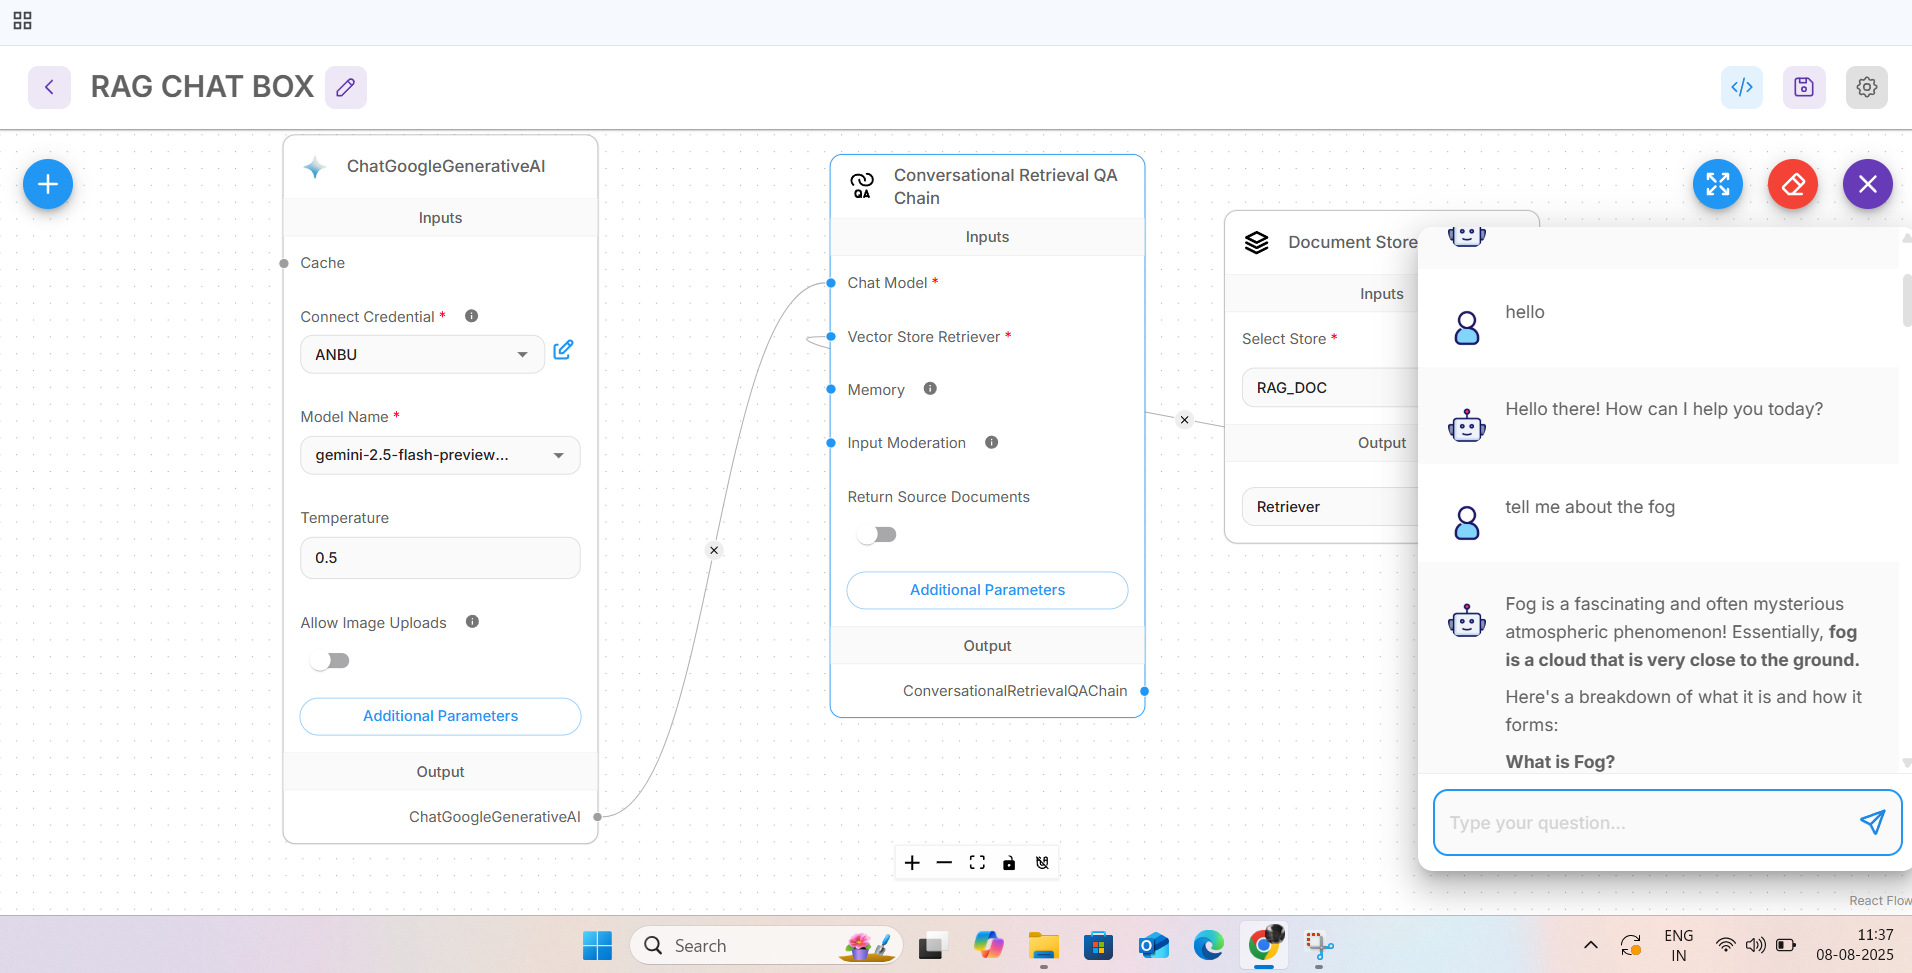 RAG CHAT BOX
ChatGoogleGenerativeAI
Inputs
Cache
Connect Credential *
ANBU
Model Name *
gemini-2.5-flash-preview...
Temperature
0.5
Allow Image Uploads
Additional Parameters
Output
ChatGoogleGenerativeAI
QA
Conversational Retrieval QA
Chain
Inputs
Chat Model *
Vector Store Retriever *
Memory
Input Moderation
Return Source Documents
Additional Parameters
Output
ConversationalRetrievalQAChain
Document Store
Inputs
Select Store *
RAG_DOC
Output
Retriever
hello
Hello there! How can I help you today?
tell me about the fog
Fog is a fascinating and often mysterious
atmospheric phenomenon! Essentially, fog
is a cloud that is very close to the ground.
Here's a breakdown of what it is and how it
forms:
What is Fog?
Type your question...
React Flow
Search
ENG
IN
11:37
08-08-2025